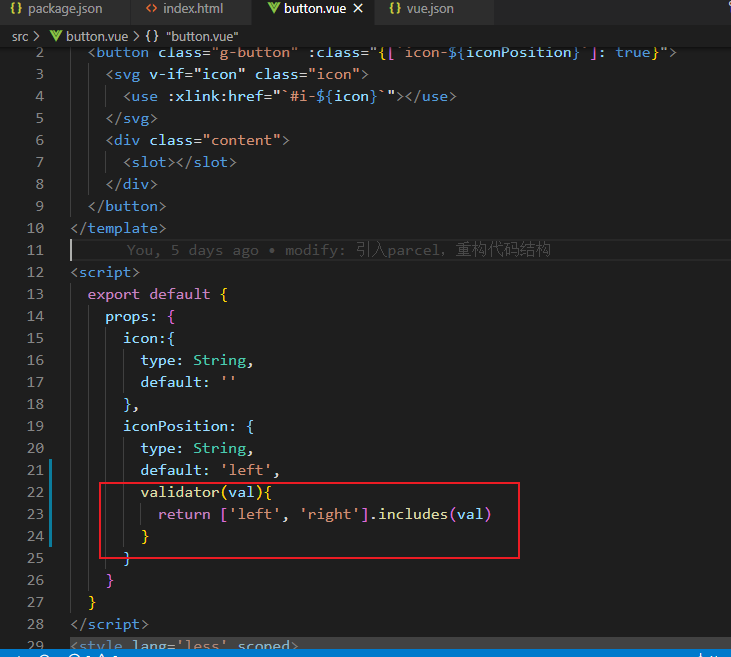 package.json index.html button.vue vue.json
src > button.vue > {} "button.vue"
2 <button class="g-button" :class="{[`icon-${iconPosition}`]: true}">
3 <svg v-if="icon" class="icon">
4 <use :xlink:href="`#i-${icon}`"></use>
5 </svg>
6 <div class="content">
7 <slot></slot>
8 </div>
9 </button>
10 </template>
11 You, 5 days ago • modify: 引入parcel，重构代码结构
12 <script>
13 export default {
14 props: {
15 icon:{
16 type: String,
17 default: ''
18 },
19 iconPosition: {
20 type: String,
21 default: 'left',
22 validator(val){
23 return ['left', 'right'].includes(val)
24 }
25 }
26 }
27 }
28 </script>
29 <style lang='less' scoped>